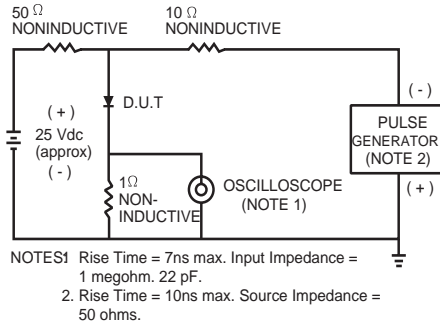 50 Ω
NONINDUCTIVE
10 Ω
NONINDUCTIVE
( + )
25 Vdc
(approx)
( - )
D.U.T
1Ω
NON-
INDUCTIVE
OSCILLOSCOPE
(NOTE 1)
( - )
PULSE
GENERATOR
(NOTE 2)
( + )
NOTES1 Rise Time = 7ns max. Input Impedance =
1 megohm. 22 pF.
2. Rise Time = 10ns max. Source Impedance =
50 ohms.